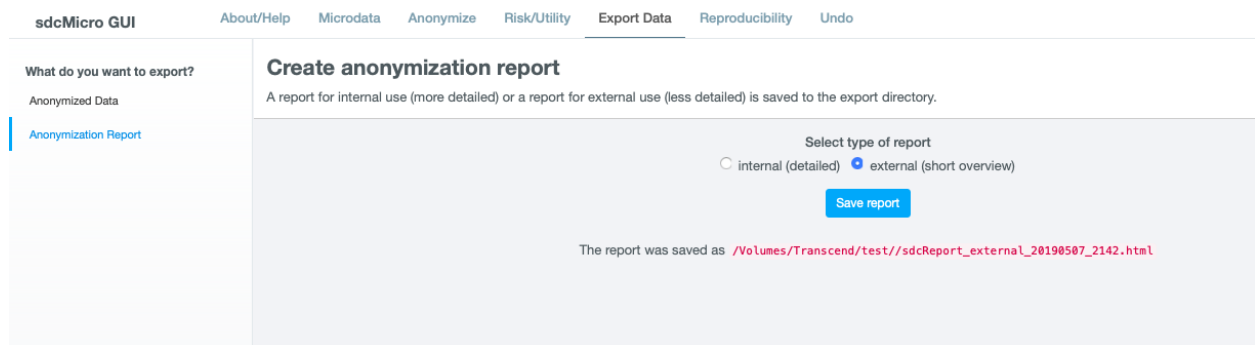 sdcMicro GUI
About/Help Microdata Anonymize Risk/Utility Export Data Reproducibility Undo
What do you want to export?
Anonymized Data
Anonymization Report
Create anonymization report
A report for internal use (more detailed) or a report for external use (less detailed) is saved to the export directory.
Select type of report
internal (detailed) external (short overview)
Save report
The report was saved as /Volumes/Transcend/test//sdcReport_external_20190507_2142.html